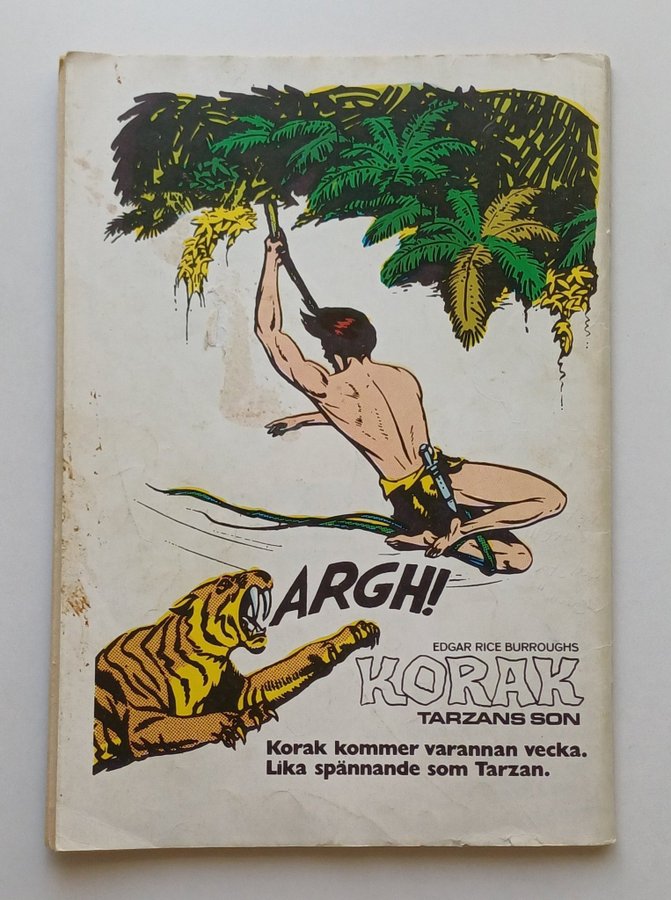 ARGH!
EDGAR RICE BURROUGHS
KORAK
TARZANS SON
Korak kommer varannan vecka.
Lika spännande som Tarzan.